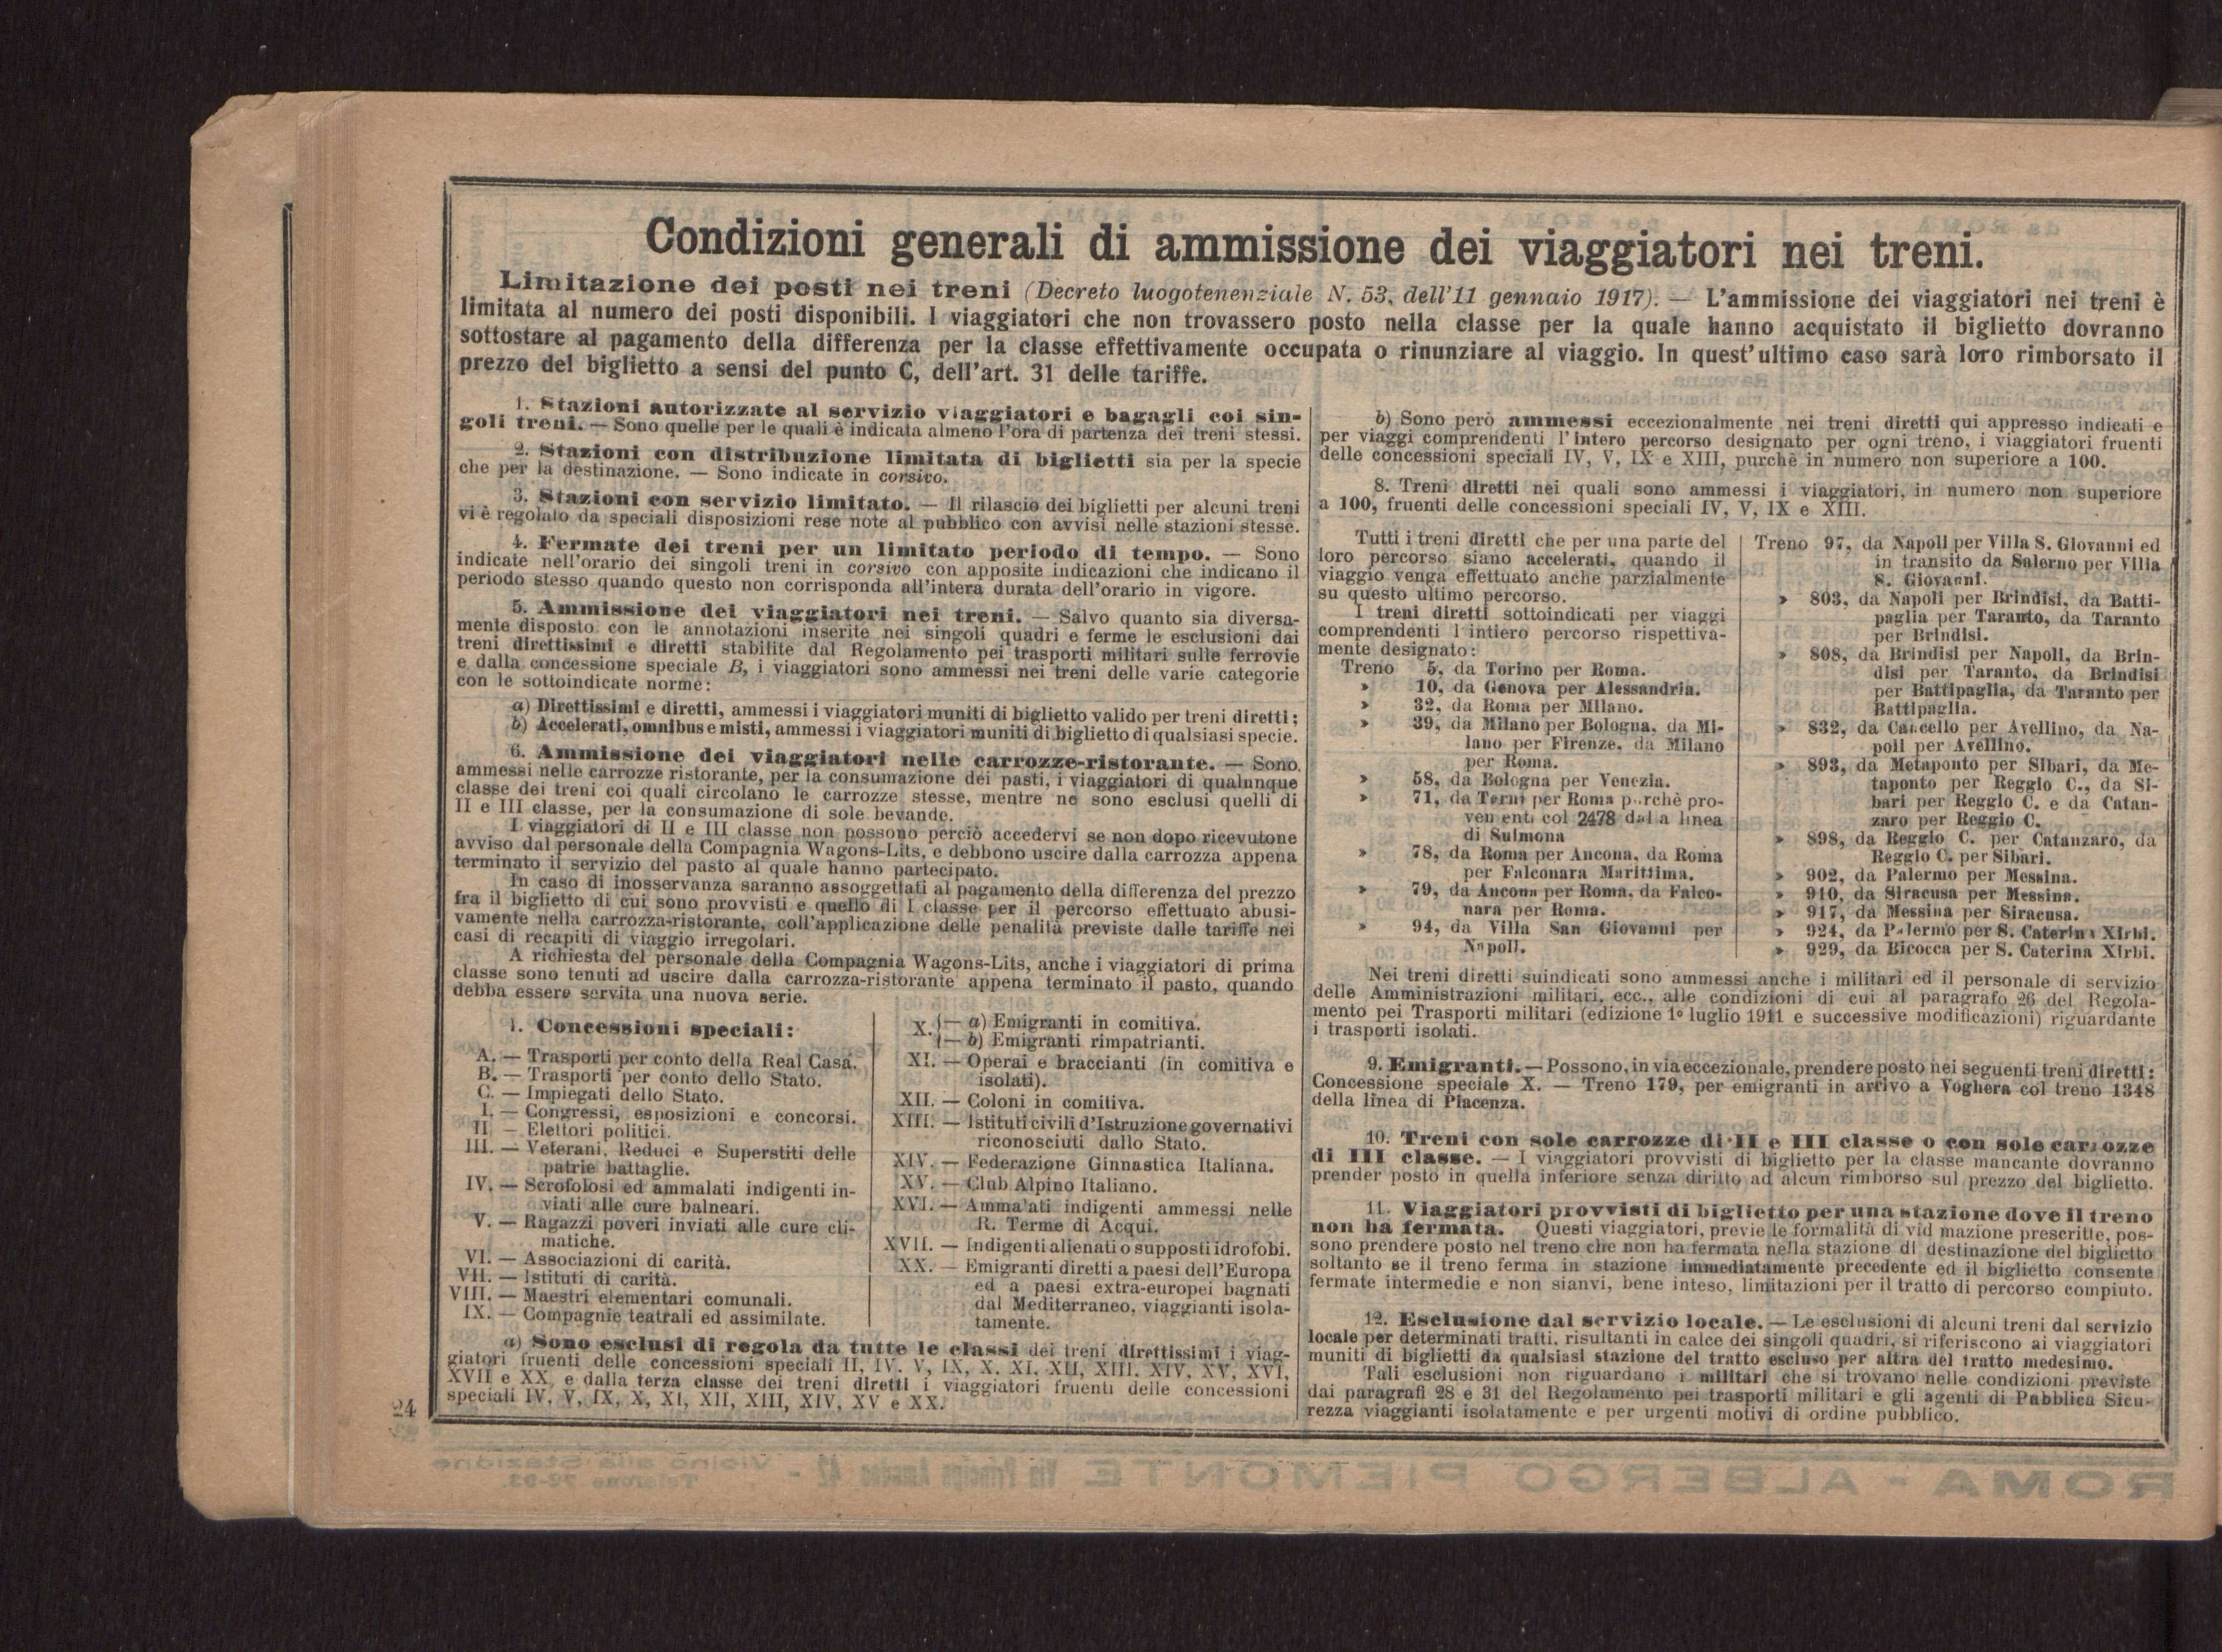 Condizioni generali di ammissione dei viaggiatori nei treni.
Limitazione dei posti nei treni (Decreto luogotenenziale N. 53, dell'11 gennaio 1917). — L'ammissione dei viaggiatori nei treni è
limitata al numero dei posti disponibili. I viaggiatori che non trovassero posto nella classe per la quale hanno acquistato il biglietto dovranno
sottostare al pagamento della differenza per la classe effettivamente occupata o rinunziare al viaggio. In quest'ultimo caso sarà loro rimborsato il
prezzo del biglietto a sensi del punto C, dell'art. 31 delle tariffe.
1. Stazioni autorizzate al servizio viaggiatori e bagagli coi sin-
goli treni. — Sono quelle per le quali è indicata almeno l'ora di partenza dei treni stessi.
2. Stazioni con distribuzione limitata di biglietti sia per la specie
che per la destinazione. — Sono indicate in corsivo.
3. Stazioni con servizio limitato. — Il rilascio dei biglietti per alcuni treni
vi è regolato da speciali disposizioni rese note al pubblico con avvisi nelle stazioni stesse.
4. Fermate dei treni per un limitato periodo di tempo. — Sono
indicate nell'orario dei singoli treni in corsivo con apposite indicazioni che indicano il
periodo stesso quando questo non corrisponda all'intera durata dell'orario in vigore.
5. Ammissione dei viaggiatori nei treni. — Salvo quanto sia diversa-
mente disposto con le annotazioni inserite nei singoli quadri e ferme le esclusioni dai
treni direttissimi e diretti stabilite dal Regolamento pei trasporti militari sulle ferrovie
e dalla concessione speciale B, i viaggiatori sono ammessi nei treni delle varie categorie
con le sottoindicate norme:
a) Direttissimi e diretti, ammessi i viaggiatori muniti di biglietto valido per treni diretti;
b) Accelerati, omnibus e misti, ammessi i viaggiatori muniti di biglietto di qualsiasi specie.
6. Ammissione dei viaggiatori nelle carrozze-ristorante. — Sono
ammessi nelle carrozze ristorante, per la consumazione dei pasti, i viaggiatori di qualunque
classe dei treni coi quali circolano le carrozze stesse, mentre ne sono esclusi quelli di
II e III classe, per la consumazione di sole bevande.
I viaggiatori di II e III classe non possono perciò accedervi se non dopo ricevutone
avviso dal personale della Compagnia Wagons-Lits, e debbono uscire dalla carrozza appena
terminato il servizio del pasto al quale hanno partecipato.
In caso di inosservanza saranno assoggettati al pagamento della differenza del prezzo
fra il biglietto di cui sono provvisti e quello di I classe per il percorso effettuato abusi-
vamente nella carrozza-ristorante, coll'applicazione delle penalità previste dalle tariffe nei
casi di recapiti di viaggio irregolari.
A richiesta del personale della Compagnia Wagons-Lits, anche i viaggiatori di prima
classe sono tenuti ad uscire dalla carrozza-ristorante appena terminato il pasto, quando
debba essere servita una nuova serie.
Concessioni speciali:
A. — Trasporti per conto della Real Casa.
B. — Trasporti per conto dello Stato.
C. — Impiegati dello Stato.
I. — Congressi, esposizioni e concorsi.
II — Elettori politici.
III. — Veterani, Reduci e Superstiti delle
patrie battaglie.
IV. — Scrofolosi ed ammalati indigenti in-
viati alle cure balneari.
V. — Ragazzi poveri inviati alle cure cli-
matiche.
VI. — Associazioni di carità.
VII. — Istituti di carità.
VIII. — Maestri elementari comunali.
IX. — Compagnie teatrali ed assimilate.
X. — a) Emigranti in comitiva.
— b) Emigranti rimpatrianti.
XI. — Operai e braccianti (in comitiva e
isolati).
XII. — Coloni in comitiva.
XIII. — Istituti civili d'Istruzione governativi
riconosciuti dallo Stato.
XIV. — Federazione Ginnastica Italiana.
XV. — Club Alpino Italiano.
XVI. — Amma'ati indigenti ammessi nelle
R. Terme di Acqui.
XVII. — Indigenti alienati o supposti idrofobi.
XX. — Emigranti diretti a paesi dell'Europa
ed a paesi extra-europei bagnati
dal Mediterraneo, viaggianti isola-
tamente.
a) Sono esclusi di regola da tutte le classi dei treni direttissimi i viag-
giatori fruenti delle concessioni speciali II, IV. V, IX, X. XI, XII, XIII. XIV, XV, XVI,
XVII e XX, e dalla terza classe dei treni diretti i viaggiatori fruenti delle concessioni
speciali IV, V, IX, X, XI, XII, XIII, XIV, XV e XX.
b) Sono però ammessi eccezionalmente nei treni diretti qui appresso indicati e
per viaggi comprendenti l'intero percorso designato per ogni treno, i viaggiatori fruenti
delle concessioni speciali IV, V, IX e XIII, purchè in numero non superiore a 100.
8. Treni diretti nei quali sono ammessi i viaggiatori, in numero non superiore
a 100, fruenti delle concessioni speciali IV, V, IX e XIII.
Tutti i treni diretti che per una parte del
loro percorso siano accelerati, quando il
viaggio venga effettuato anche parzialmente
su questo ultimo percorso.
I treni diretti sottoindicati per viaggi
comprendenti l'intiero percorso rispettiva-
mente designato:
Treno 5, da Torino per Roma.
» 10, da Genova per Alessandria.
» 32, da Roma per Milano.
» 39, da Milano per Bologna, da Mi-
lano per Firenze, da Milano
per Roma.
» 58, da Bologna per Venezia.
» 71, da Terni per Roma purchè pro-
venienti col 2478 dalla linea
di Sulmona
» 78, da Roma per Ancona, da Roma
per Falconara Marittima.
» 79, da Ancona per Roma, da Falco-
nara per Roma.
» 94, da Villa San Giovanni per
Napoli.
Treno 97, da Napoli per Villa S. Giovanni ed
in transito da Salerno per Villa
S. Giovanni.
» 803, da Napoli per Brindisi, da Batti-
paglia per Taranto, da Taranto
per Brindisi.
» 808, da Brindisi per Napoli, da Brin-
disi per Taranto, da Brindisi
per Battipaglia, da Taranto per
Battipaglia.
» 832, da Cancello per Avellino, da Na-
poli per Avellino.
» 893, da Metaponto per Sibari, da Me-
taponto per Reggio C., da Si-
bari per Reggio C. e da Catan-
zaro per Reggio C.
» 898, da Reggio C. per Catanzaro, da
Reggio C. per Sibari.
» 902, da Palermo per Messina.
» 910, da Siracusa per Messina.
» 917, da Messina per Siracusa.
» 924, da Palermo per S. Caterina Xirbi.
» 929, da Bicocca per S. Caterina Xirbi.
Nei treni diretti suindicati sono ammessi anche i militari ed il personale di servizio
delle Amministrazioni militari, ecc., alle condizioni di cui al paragrafo 26 del Regola-
mento pei Trasporti militari (edizione 1° luglio 1911 e successive modificazioni) riguardante
i trasporti isolati.
9. Emigranti. — Possono, in via eccezionale, prendere posto nei seguenti treni diretti:
Concessione speciale X. — Treno 179, per emigranti in arrivo a Voghera col treno 1348
della linea di Piacenza.
10. Treni con sole carrozze di II e III classe o con sole carrozze
di III classe. — I viaggiatori provvisti di biglietto per la classe mancante dovranno
prender posto in quella inferiore senza diritto ad alcun rimborso sul prezzo del biglietto.
11. Viaggiatori provvisti di biglietto per una stazione dove il treno
non ha fermata. Questi viaggiatori, previe le formalità di vid mazione prescritte, pos-
sono prendere posto nel treno che non ha fermata nella stazione di destinazione del biglietto
soltanto se il treno ferma in stazione immediatamente precedente ed il biglietto consente
fermate intermedie e non sianvi, bene inteso, limitazioni per il tratto di percorso compiuto.
12. Esclusione dal servizio locale. — Le esclusioni di alcuni treni dal servizio
locale per determinati tratti, risultanti in calce dei singoli quadri, si riferiscono ai viaggiatori
muniti di biglietti da qualsiasi stazione del tratto escluso per altra del tratto medesimo.
Tali esclusioni non riguardano i militari che si trovano nelle condizioni previste
dai paragrafi 28 e 31 del Regolamento pei trasporti militari e gli agenti di Pubblica Sicu-
rezza viaggianti isolatamente e per urgenti motivi di ordine pubblico.
24